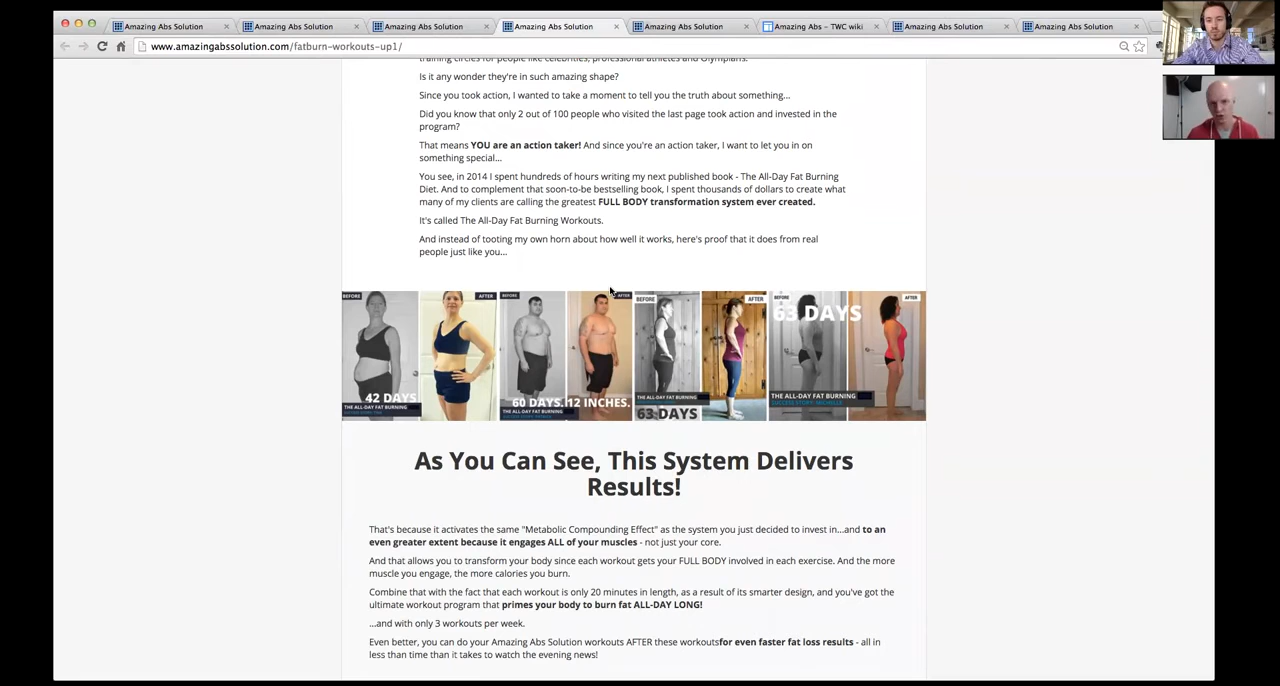 Amazing Abs Solution
Amazing Abs Solution
Amazing Abs Solution
Amazing Abs Solution
Amazing Abs Solution
Amazing Abs – TWC wiki
Amazing Abs Solution
Amazing Abs Solution
www.amazingabssolution.com/fatburn-workouts-up1/
training circles for people like celebrities, professional athletes and Olympians.
Is it any wonder they're in such amazing shape?
Since you took action, I wanted to take a moment to tell you the truth about something...
Did you know that only 2 out of 100 people who visited the last page took action and invested in the
program?
That means YOU are an action taker! And since you're an action taker, I want to let you in on
something special...
You see, in 2014 I spent hundreds of hours writing my next published book - The All-Day Fat Burning
Diet. And to complement that soon-to-be bestselling book, I spent thousands of dollars to create what
many of my clients are calling the greatest FULL BODY transformation system ever created.
It's called The All-Day Fat Burning Workouts.
And instead of tooting my own horn about how well it works, here's proof that it does from real
people just like you...
BEFORE
AFTER
42 DAYS
THE ALL-DAY FAT BURNING
BEFORE
AFTER
60 DAYS. 12 INCHES.
THE ALL-DAY FAT BURNING
BEFORE
AFTER
THE ALL-DAY FAT BURNING
63 DAYS
BEFORE
AFTER
63 DAYS
THE ALL-DAY FAT BURNING
As You Can See, This System Delivers
Results!
That's because it activates the same "Metabolic Compounding Effect" as the system you just decided to invest in...and to an
even greater extent because it engages ALL of your muscles - not just your core.
And that allows you to transform your body since each workout gets your FULL BODY involved in each exercise. And the more
muscle you engage, the more calories you burn.
Combine that with the fact that each workout is only 20 minutes in length, as a result of its smarter design, and you've got the
ultimate workout program that primes your body to burn fat ALL-DAY LONG!
...and with only 3 workouts per week.
Even better, you can do your Amazing Abs Solution workouts AFTER these workoutsfor even faster fat loss results - all in
less than time than it takes to watch the evening news!